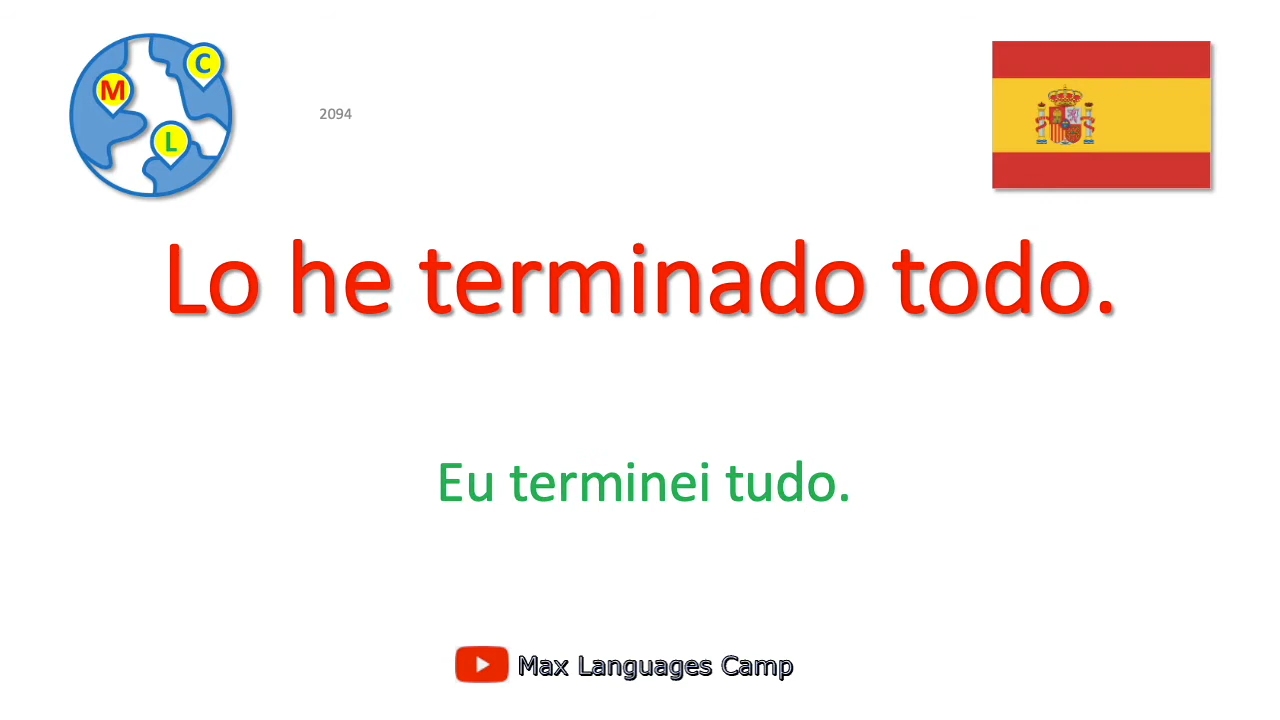 M
C
L
2094
Lo he terminado todo.
Eu terminei tudo.
Max Languages Camp